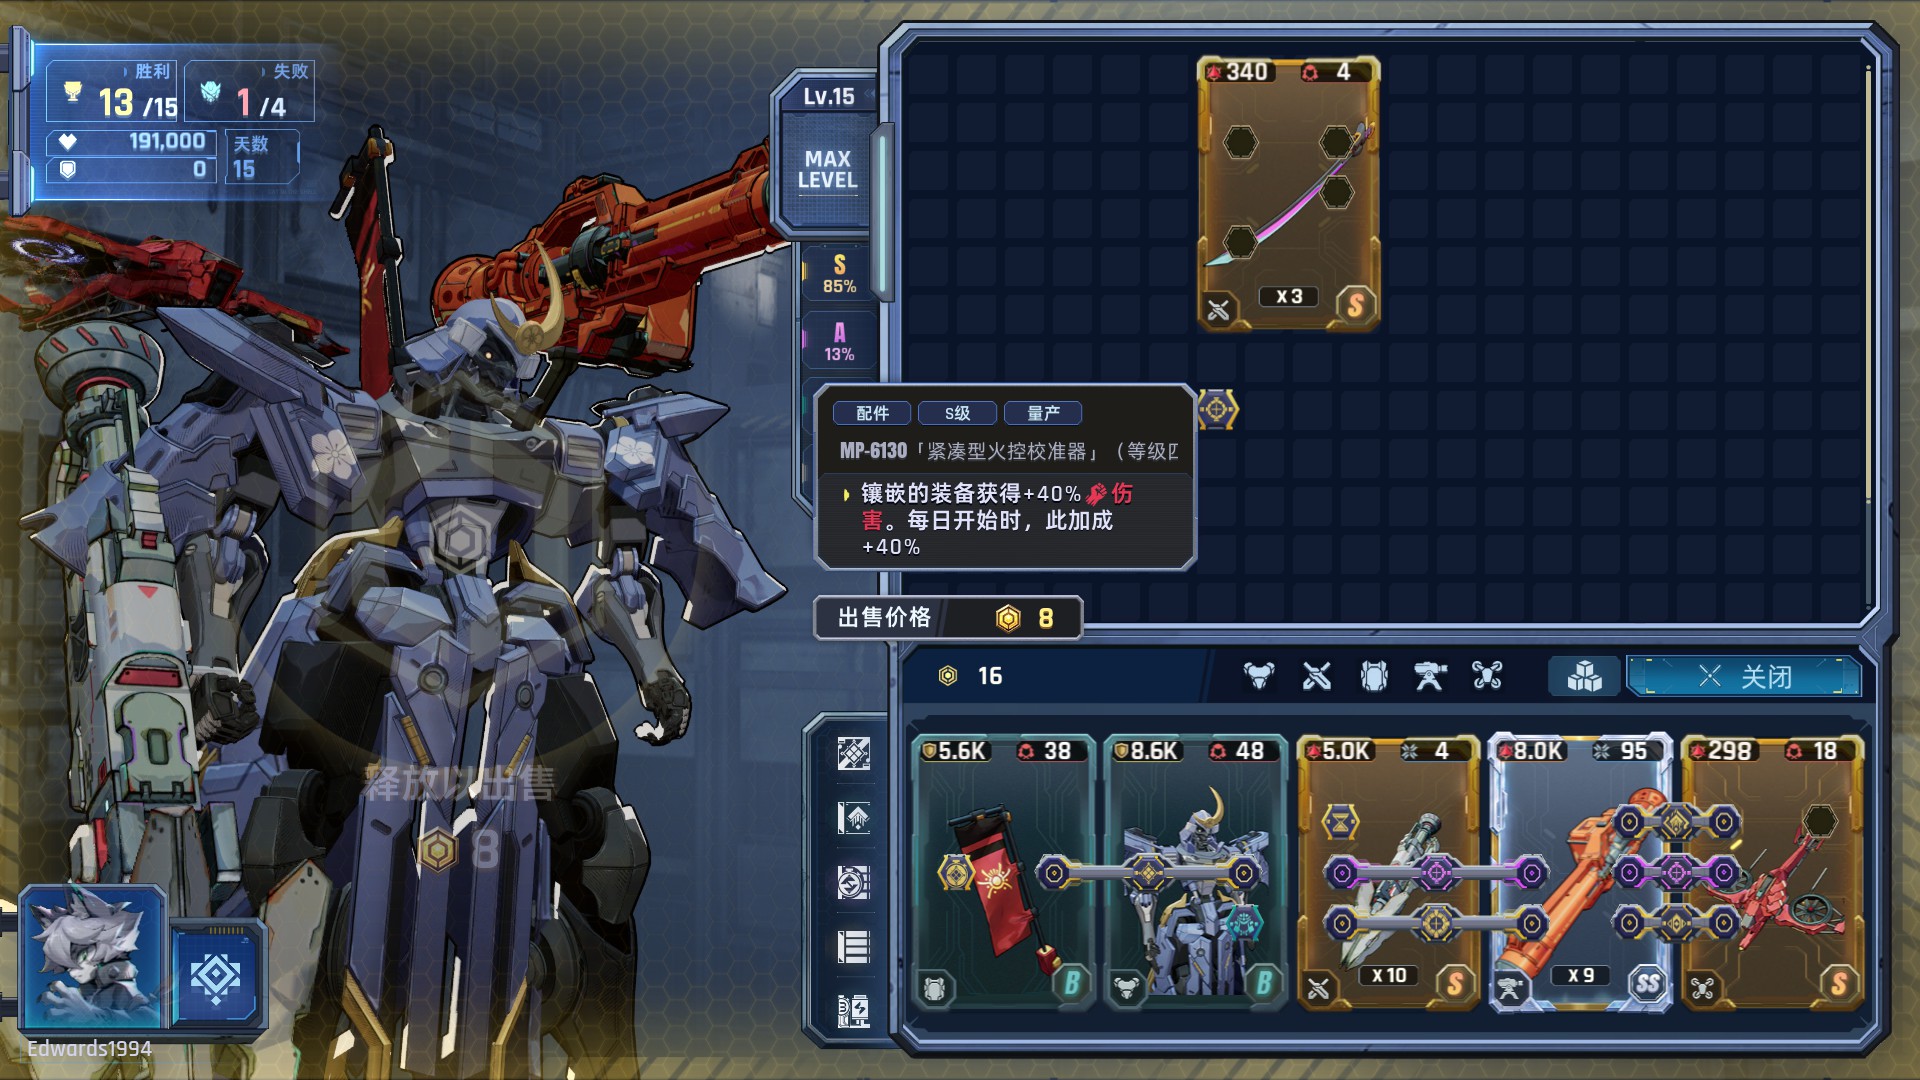 胜利
13 /15
失败
1 /4
191,000
0
天数
15
Lv.15
MAX
LEVEL
S
85%
A
13%
340
4
x 3
S
配件
S级
量产
MP-6130「紧凑型火控校准器」（等级
镶嵌的装备获得+40% 伤
害。每日开始时，此加成
+40%
出售价格
8
16
关闭
释放以出售
8
5.6K
38
B
8.6K
48
B
5.0K
4
x 10
S
8.0K
95
x 9
SS
298
18
S
Edwards1994